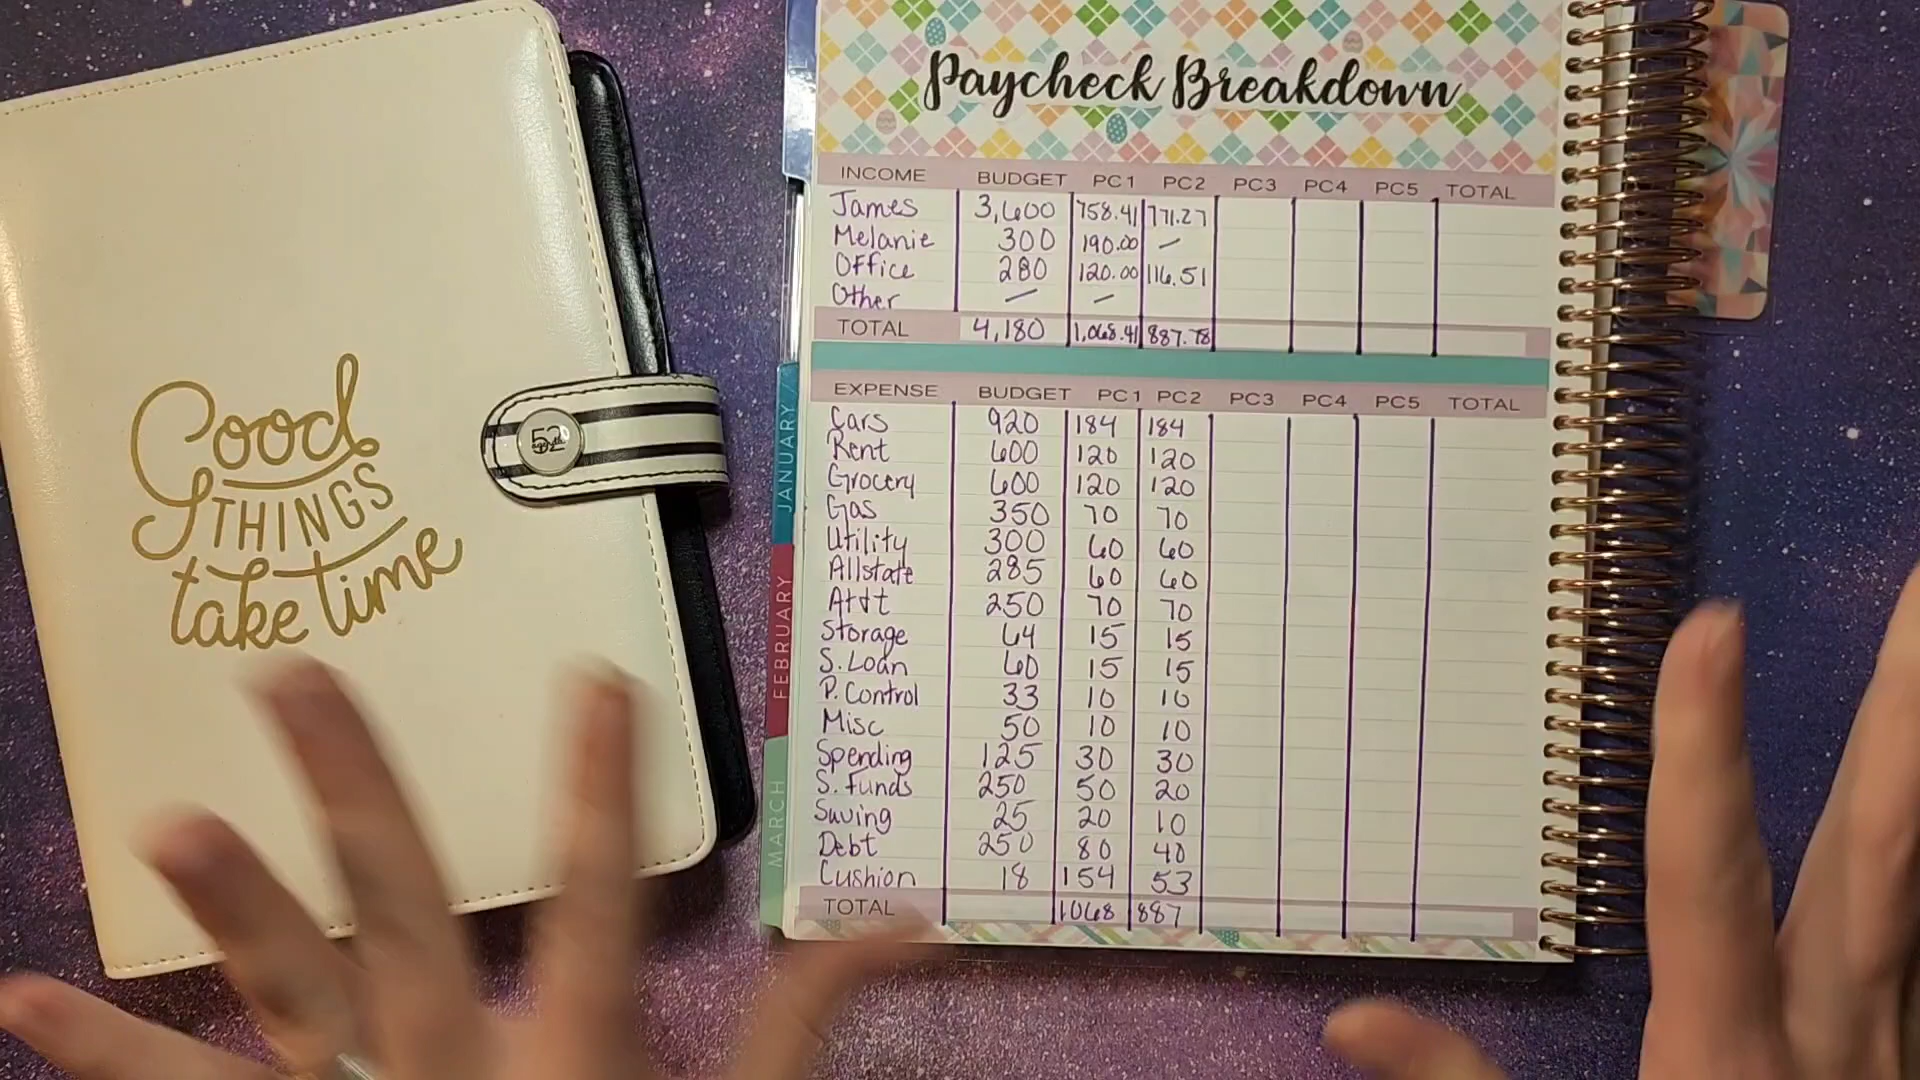 Good
THINGS
take time
52
Paycheck Breakdown
INCOME BUDGET PC1 PC2 PC3 PC4 PC5 TOTAL
James 3,600 758.41 771.27
Melanie 300 190.00 —
Office 280 120.00 116.51
Other — —
TOTAL 4,180 1,068.41 887.78
EXPENSE BUDGET PC1 PC2 PC3 PC4 PC5 TOTAL
Cars 920 184 184
Rent 600 120 120
Grocery 600 120 120
Gas 350 70 70
Utility 300 60 60
Allstate 285 60 60
At&t 250 70 70
Storage 64 15 15
S. Loan 60 15 15
P. Control 33 10 10
Misc 50 10 10
Spending 125 30 30
S. Funds 250 50 20
Saving 25 20 10
Debt 250 80 40
Cushion 18 154 53
TOTAL 1068 887
JANUARY
FEBRUARY
MARCH